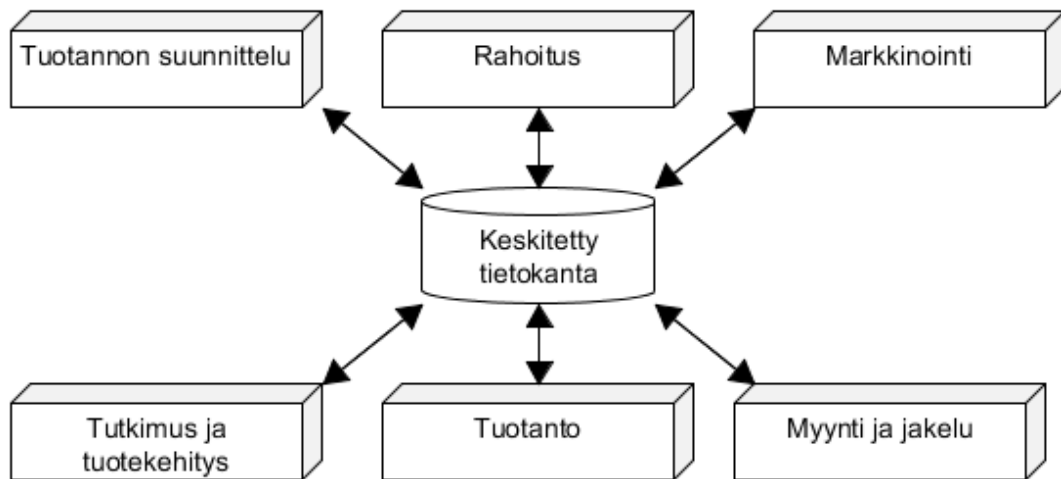 Tuotannon suunnittelu
Rahoitus
Markkinointi
Keskitetty
tietokanta
Tutkimus ja
tuotekehitys
Tuotanto
Myynti ja jakelu